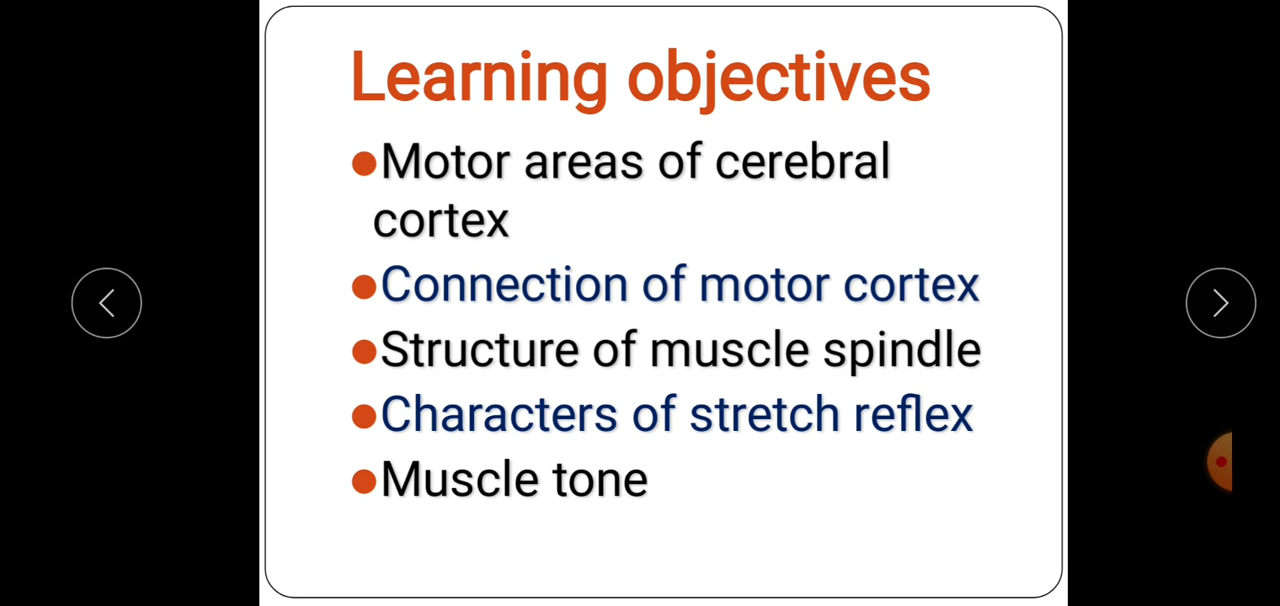 Learning objectives
●Motor areas of cerebral
cortex
●Connection of motor cortex
●Structure of muscle spindle
●Characters of stretch reflex
●Muscle tone